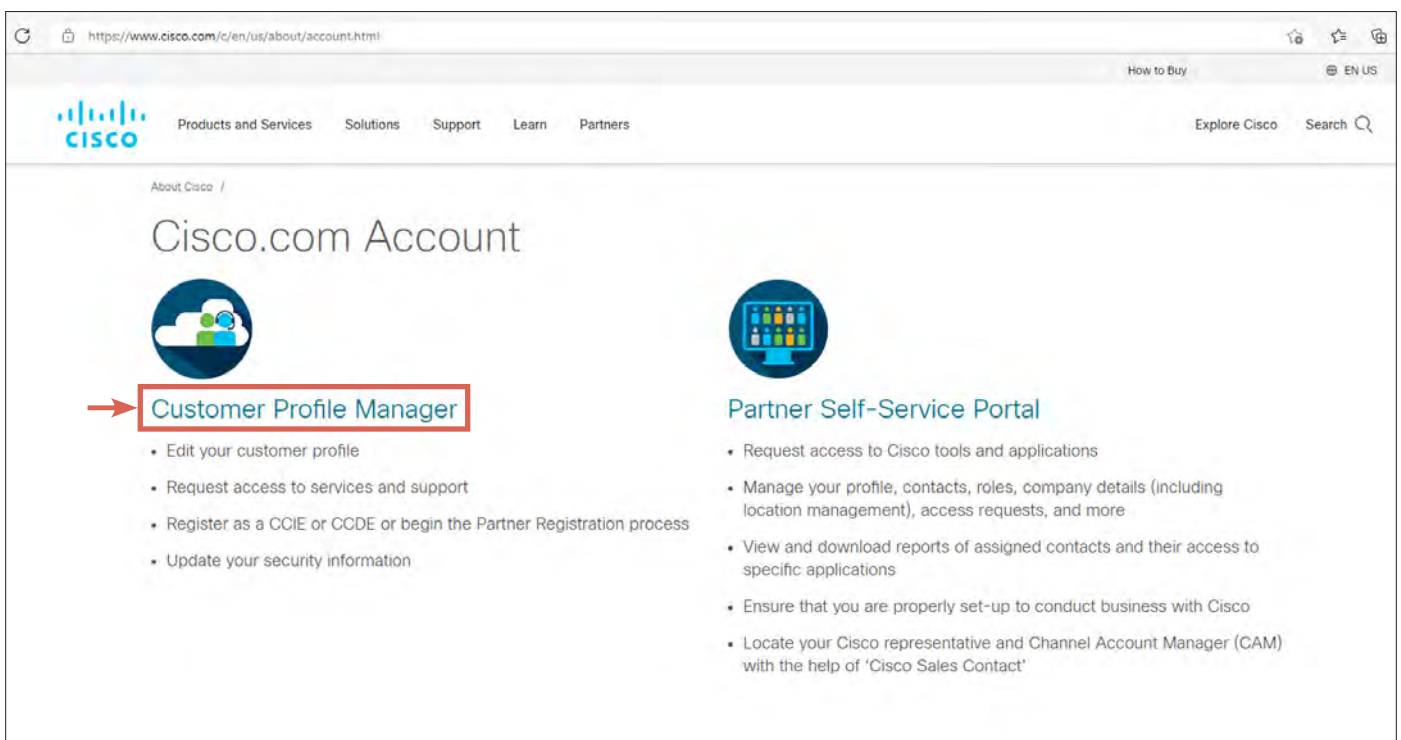 https://www.cisco.com/c/en/us/about/account.html
How to Buy
EN US
CISCO
Products and Services
Solutions
Support
Learn
Partners
Explore Cisco
Search
About Cisco /
Cisco.com Account
Customer Profile Manager
• Edit your customer profile
• Request access to services and support
• Register as a CCIE or CCDE or begin the Partner Registration process
• Update your security information
Partner Self-Service Portal
• Request access to Cisco tools and applications
• Manage your profile, contacts, roles, company details (including
location management), access requests, and more
• View and download reports of assigned contacts and their access to
specific applications
• Ensure that you are properly set-up to conduct business with Cisco
• Locate your Cisco representative and Channel Account Manager (CAM)
with the help of ‘Cisco Sales Contact’